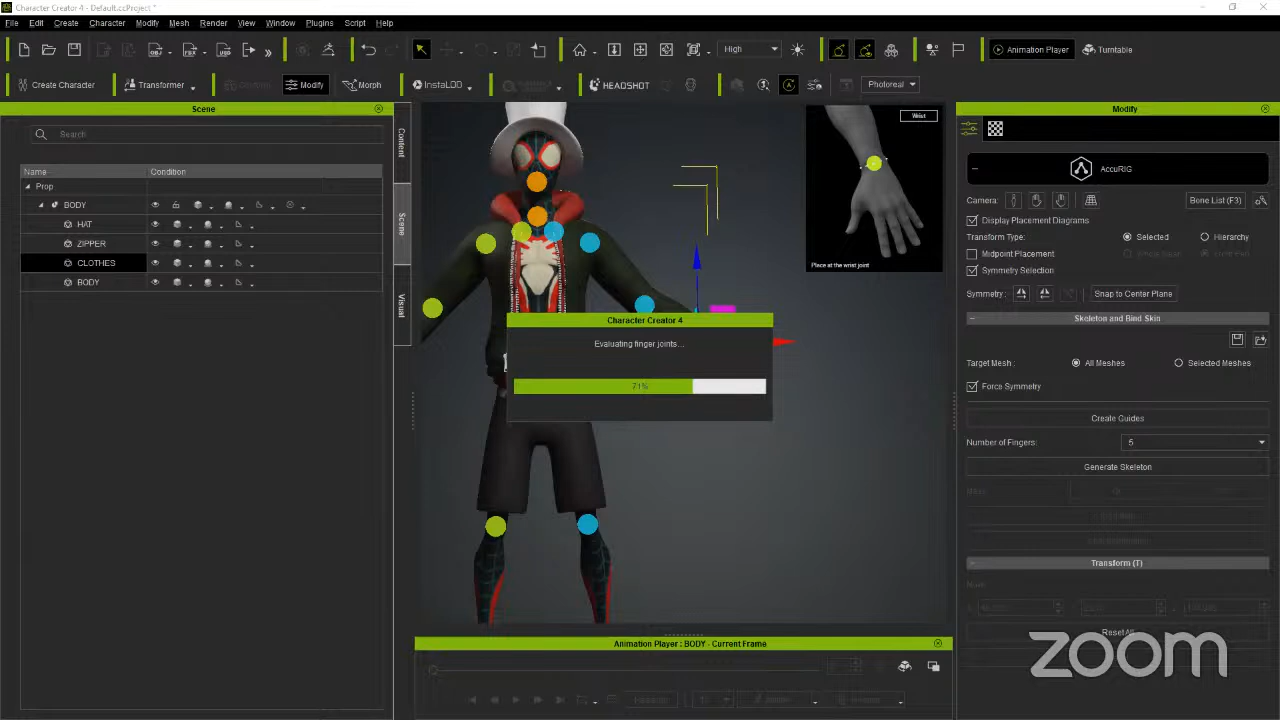 Character Creator 4 - Default.ccProject *
File Edit Create Character Modify Mesh Render View Window Plugins Script Help
High
Animation Player
Turntable
Create Character
Transformer
Modify
Morph
InstaLOD
HEADSHOT
Photoreal
Scene
Search
Name Condition
Prop
BODY
HAT
ZIPPER
CLOTHES
BODY
Content
Scene
Visual
Wrist
Place at the wrist joint
Character Creator 4
Evaluating finger joints...
71%
Modify
AccuRIG
Camera:
Bone List (F3)
Display Placement Diagrams
Transform Type: Selected Hierarchy
Midpoint Placement
Symmetry Selection
Symmetry:
Snap to Center Plane
Skeleton and Bind Skin
Target Mesh : All Meshes Selected Meshes
Force Symmetry
Create Guides
Number of Fingers: 5
Generate Skeleton
Transform (T)
Reset All
zoom
Animation Player : BODY - Current Frame